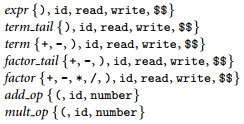 expr {), id, read, write, $$}
term_tail {), id, read, write, $$}
term {+, -, ), id, read, write, $$}
factor_tail {+, -, ), id, read, write, $$}
factor {+, -, *, /, ), id, read, write, $$}
add_op {(, id, number}
mult_op {(, id, number}